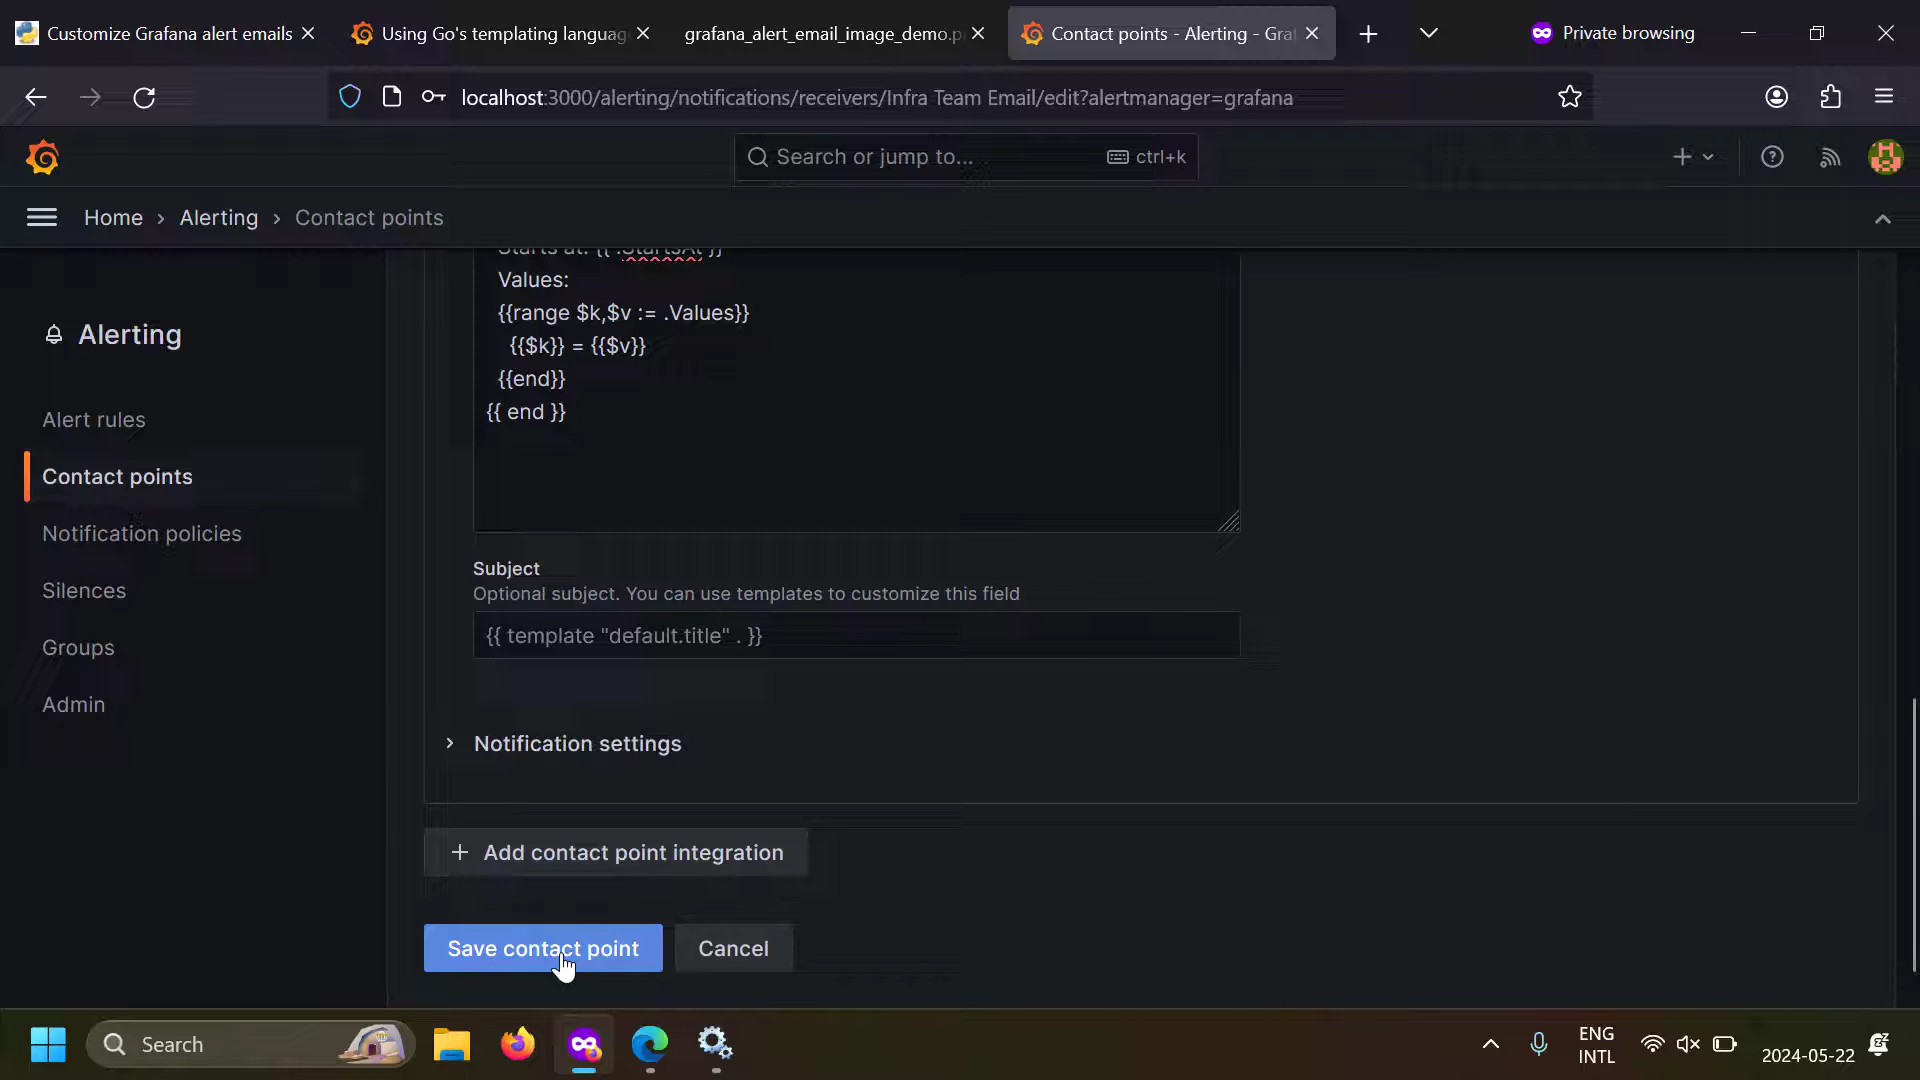 Customize Grafana alert emails
Using Go's templating languag
grafana_alert_email_image_demo.p
Contact points - Alerting - Gra
Private browsing
localhost:3000/alerting/notifications/receivers/Infra Team Email/edit?alertmanager=grafana
Search or jump to...
ctrl+k
Home › Alerting › Contact points
Alerting
Alert rules
Contact points
Notification policies
Silences
Groups
Admin
Starts at: {{ .StartsAt }}
Values:
{{range $k,$v := .Values}}
{{$k}} = {{$v}}
{{end}}
{{ end }}
Subject
Optional subject. You can use templates to customize this field
{{ template "default.title" . }}
Notification settings
+ Add contact point integration
Save contact point
Cancel
Search
ENG
INTL
2024-05-22